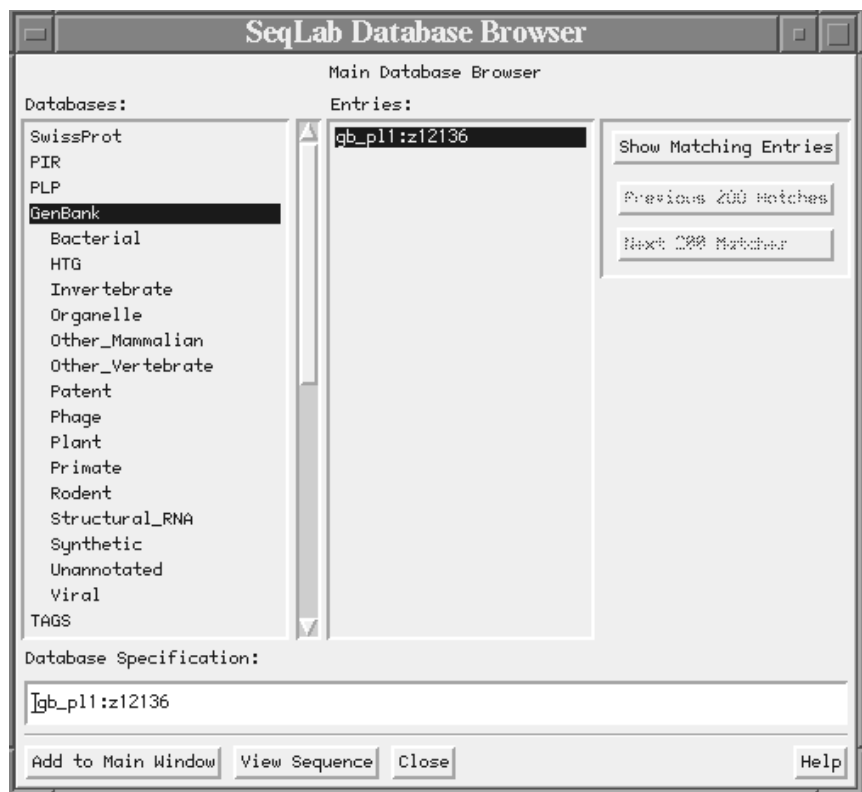 SeqLab Database Browser
Main Database Browser
Databases:
Entries:
SwissProt
PIR
PLP
GenBank
Bacterial
HTG
Invertebrate
Organelle
Other_Mammalian
Other_Vertebrate
Patent
Phage
Plant
Primate
Rodent
Structural_RNA
Synthetic
Unannotated
Viral
TAGS
gb_pl1:z12136
Show Matching Entries
Previous 200 Matches
Next 200 Matches
Database Specification:
gb_pl1:z12136
Add to Main Window
View Sequence
Close
Help